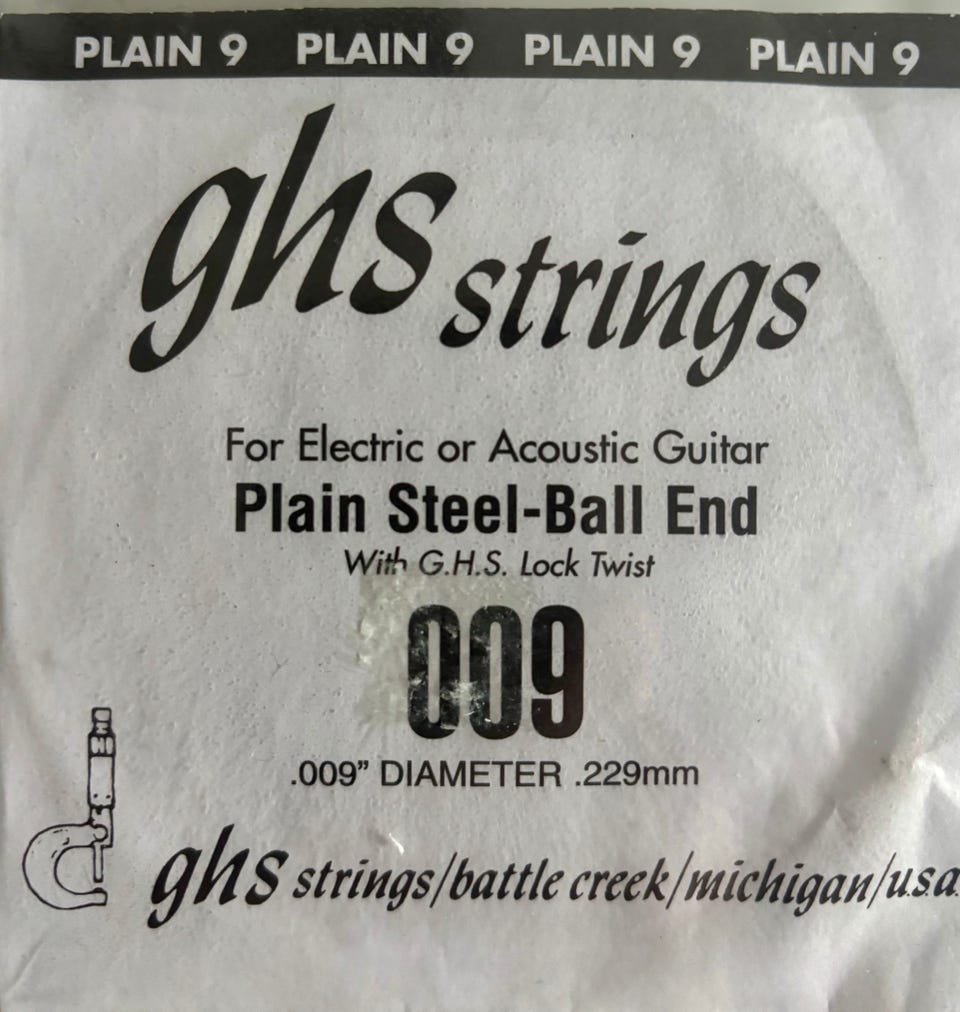 PLAIN 9 PLAIN 9 PLAIN 9 PLAIN 9
ghs strings
For Electric or Acoustic Guitar
Plain Steel-Ball End
With G.H.S. Lock Twist
009
.009” DIAMETER .229mm
ghs strings/battle creek/michigan/u.s.a.